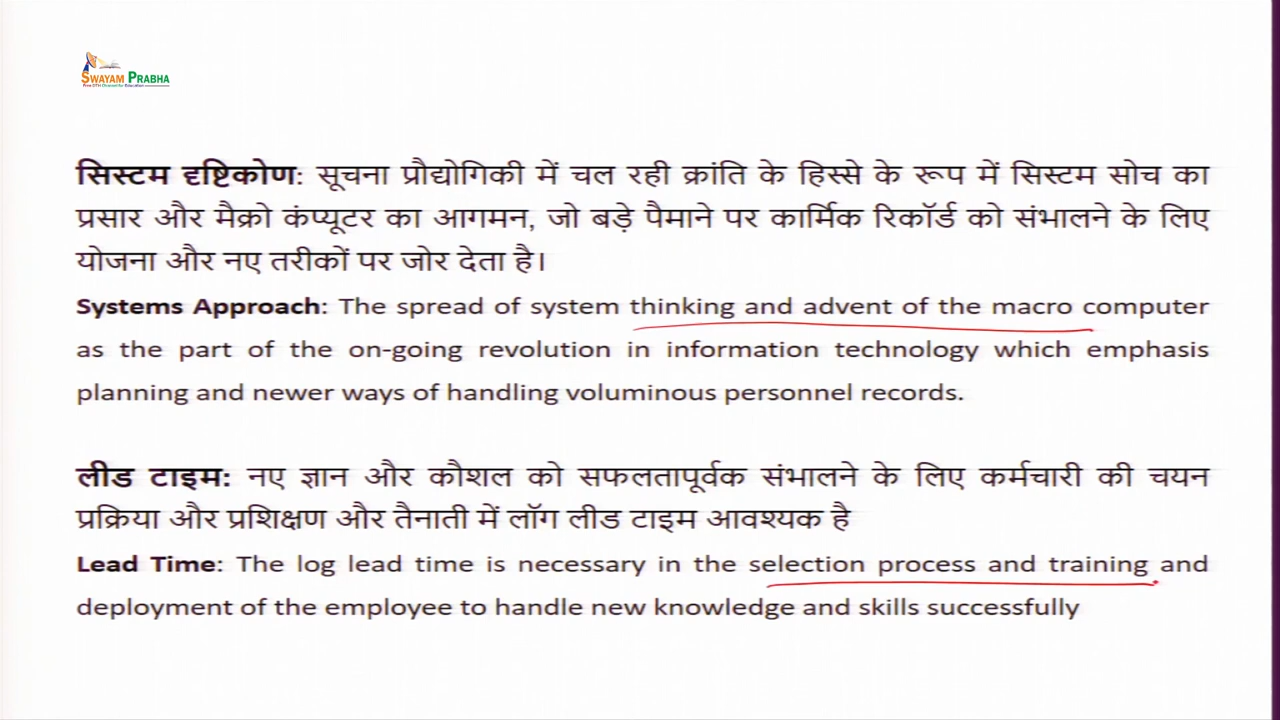 SWAYAM PRABHA
सिस्टम दृष्टिकोण: सूचना प्रौद्योगिकी में चल रही क्रांति के हिस्से के रूप में सिस्टम सोच का
प्रसार और मैक्रो कंप्यूटर का आगमन, जो बड़े पैमाने पर कार्मिक रिकॉर्ड को संभालने के लिए
योजना और नए तरीकों पर जोर देता है।
Systems Approach: The spread of system thinking and advent of the macro computer
as the part of the on-going revolution in information technology which emphasis
planning and newer ways of handling voluminous personnel records.
लीड टाइम: नए ज्ञान और कौशल को सफलतापूर्वक संभालने के लिए कर्मचारी की चयन
प्रक्रिया और प्रशिक्षण और तैनाती में लॉग लीड टाइम आवश्यक है
Lead Time: The log lead time is necessary in the selection process and training and
deployment of the employee to handle new knowledge and skills successfully